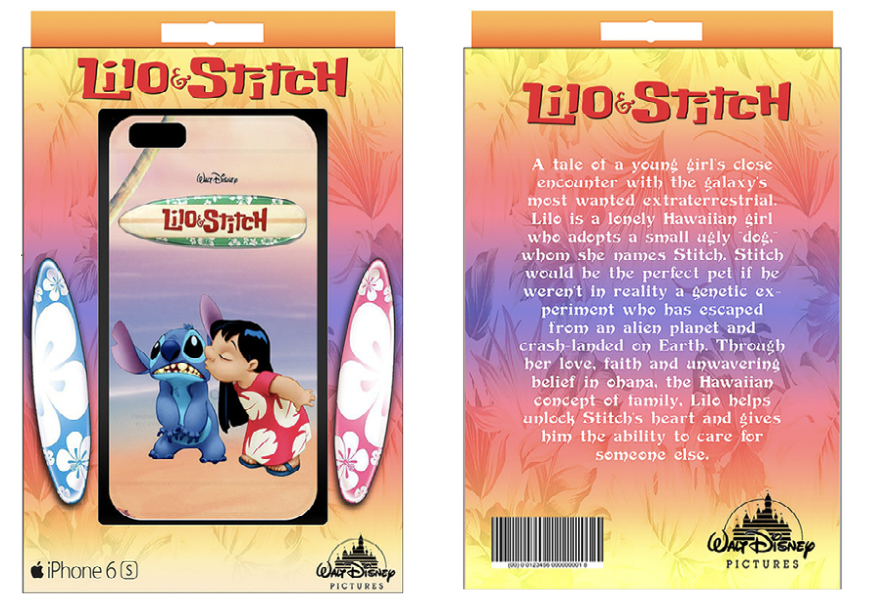 LILO & STITCH
WALT DISNEY
LILO & STITCH
iPhone 6 S
WALT DISNEY
PICTURES
LILO & STITCH
A tale of a young girl's close
encounter with the galaxy's
most wanted extraterrestrial.
Lilo is a lonely Hawaiian girl
who adopts a small ugly "dog,"
whom she names Stitch. Stitch
would be the perfect pet if he
weren't in reality a genetic ex-
periment who has escaped
from an alien planet and
crash-landed on Earth. Through
her love, faith and unwavering
belief in ohana, the Hawaiian
concept of family, Lilo helps
unlock Stitch's heart and gives
him the ability to care for
someone else.
(00) 0 0123456 000000001 8
WALT DISNEY
PICTURES